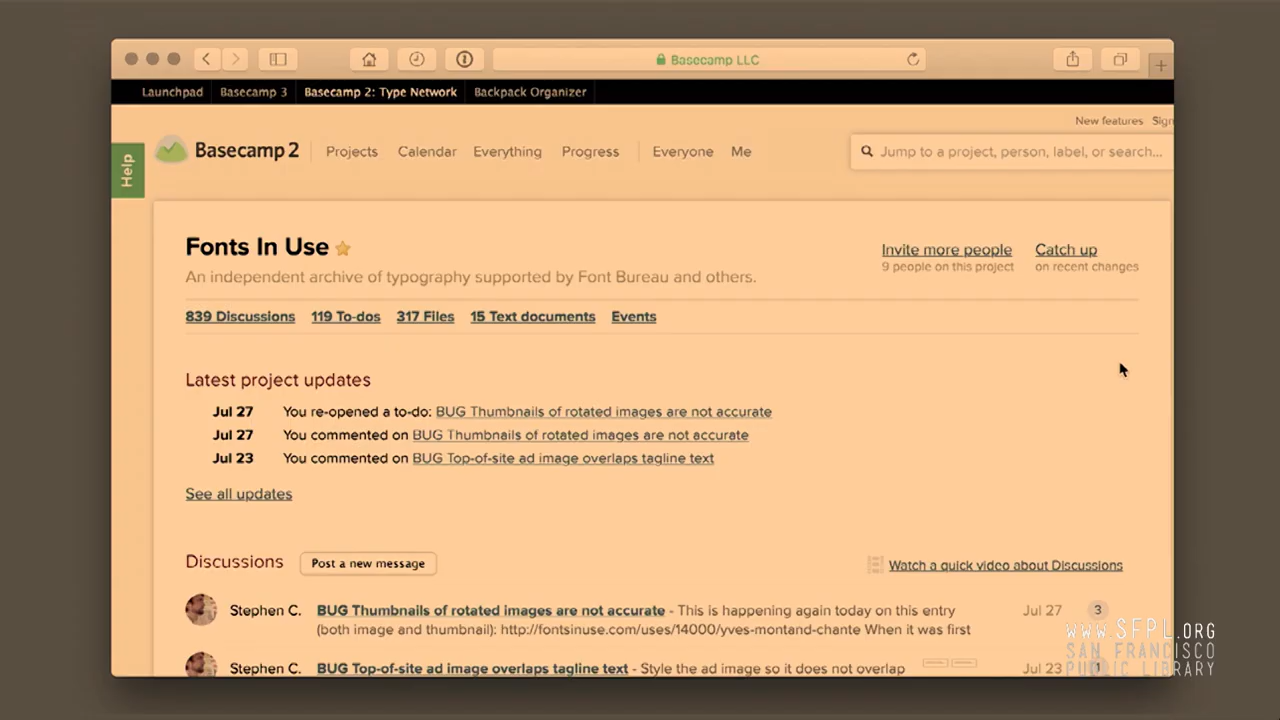 Basecamp LLC
Launchpad Basecamp 3 Basecamp 2: Type Network Backpack Organizer
New features Sign
Help
Basecamp 2 Projects Calendar Everything Progress Everyone Me
Jump to a project, person, label, or search...
Fonts In Use
Invite more people Catch up
9 people on this project on recent changes
An independent archive of typography supported by Font Bureau and others.
839 Discussions 119 To-dos 317 Files 15 Text documents Events
Latest project updates
Jul 27 You re-opened a to-do: BUG Thumbnails of rotated images are not accurate
Jul 27 You commented on BUG Thumbnails of rotated images are not accurate
Jul 23 You commented on BUG Top-of-site ad image overlaps tagline text
See all updates
Discussions Post a new message Watch a quick video about Discussions
Stephen C. BUG Thumbnails of rotated images are not accurate - This is happening again today on this entry Jul 27 3
(both image and thumbnail): http://fontsinuse.com/uses/14000/yves-montand-chante When it was first
Stephen C. BUG Top-of-site ad image overlaps tagline text - Style the ad image so it does not overlap Jul 23 1
WWW.SFPL.ORG
SAN FRANCISCO
PUBLIC LIBRARY